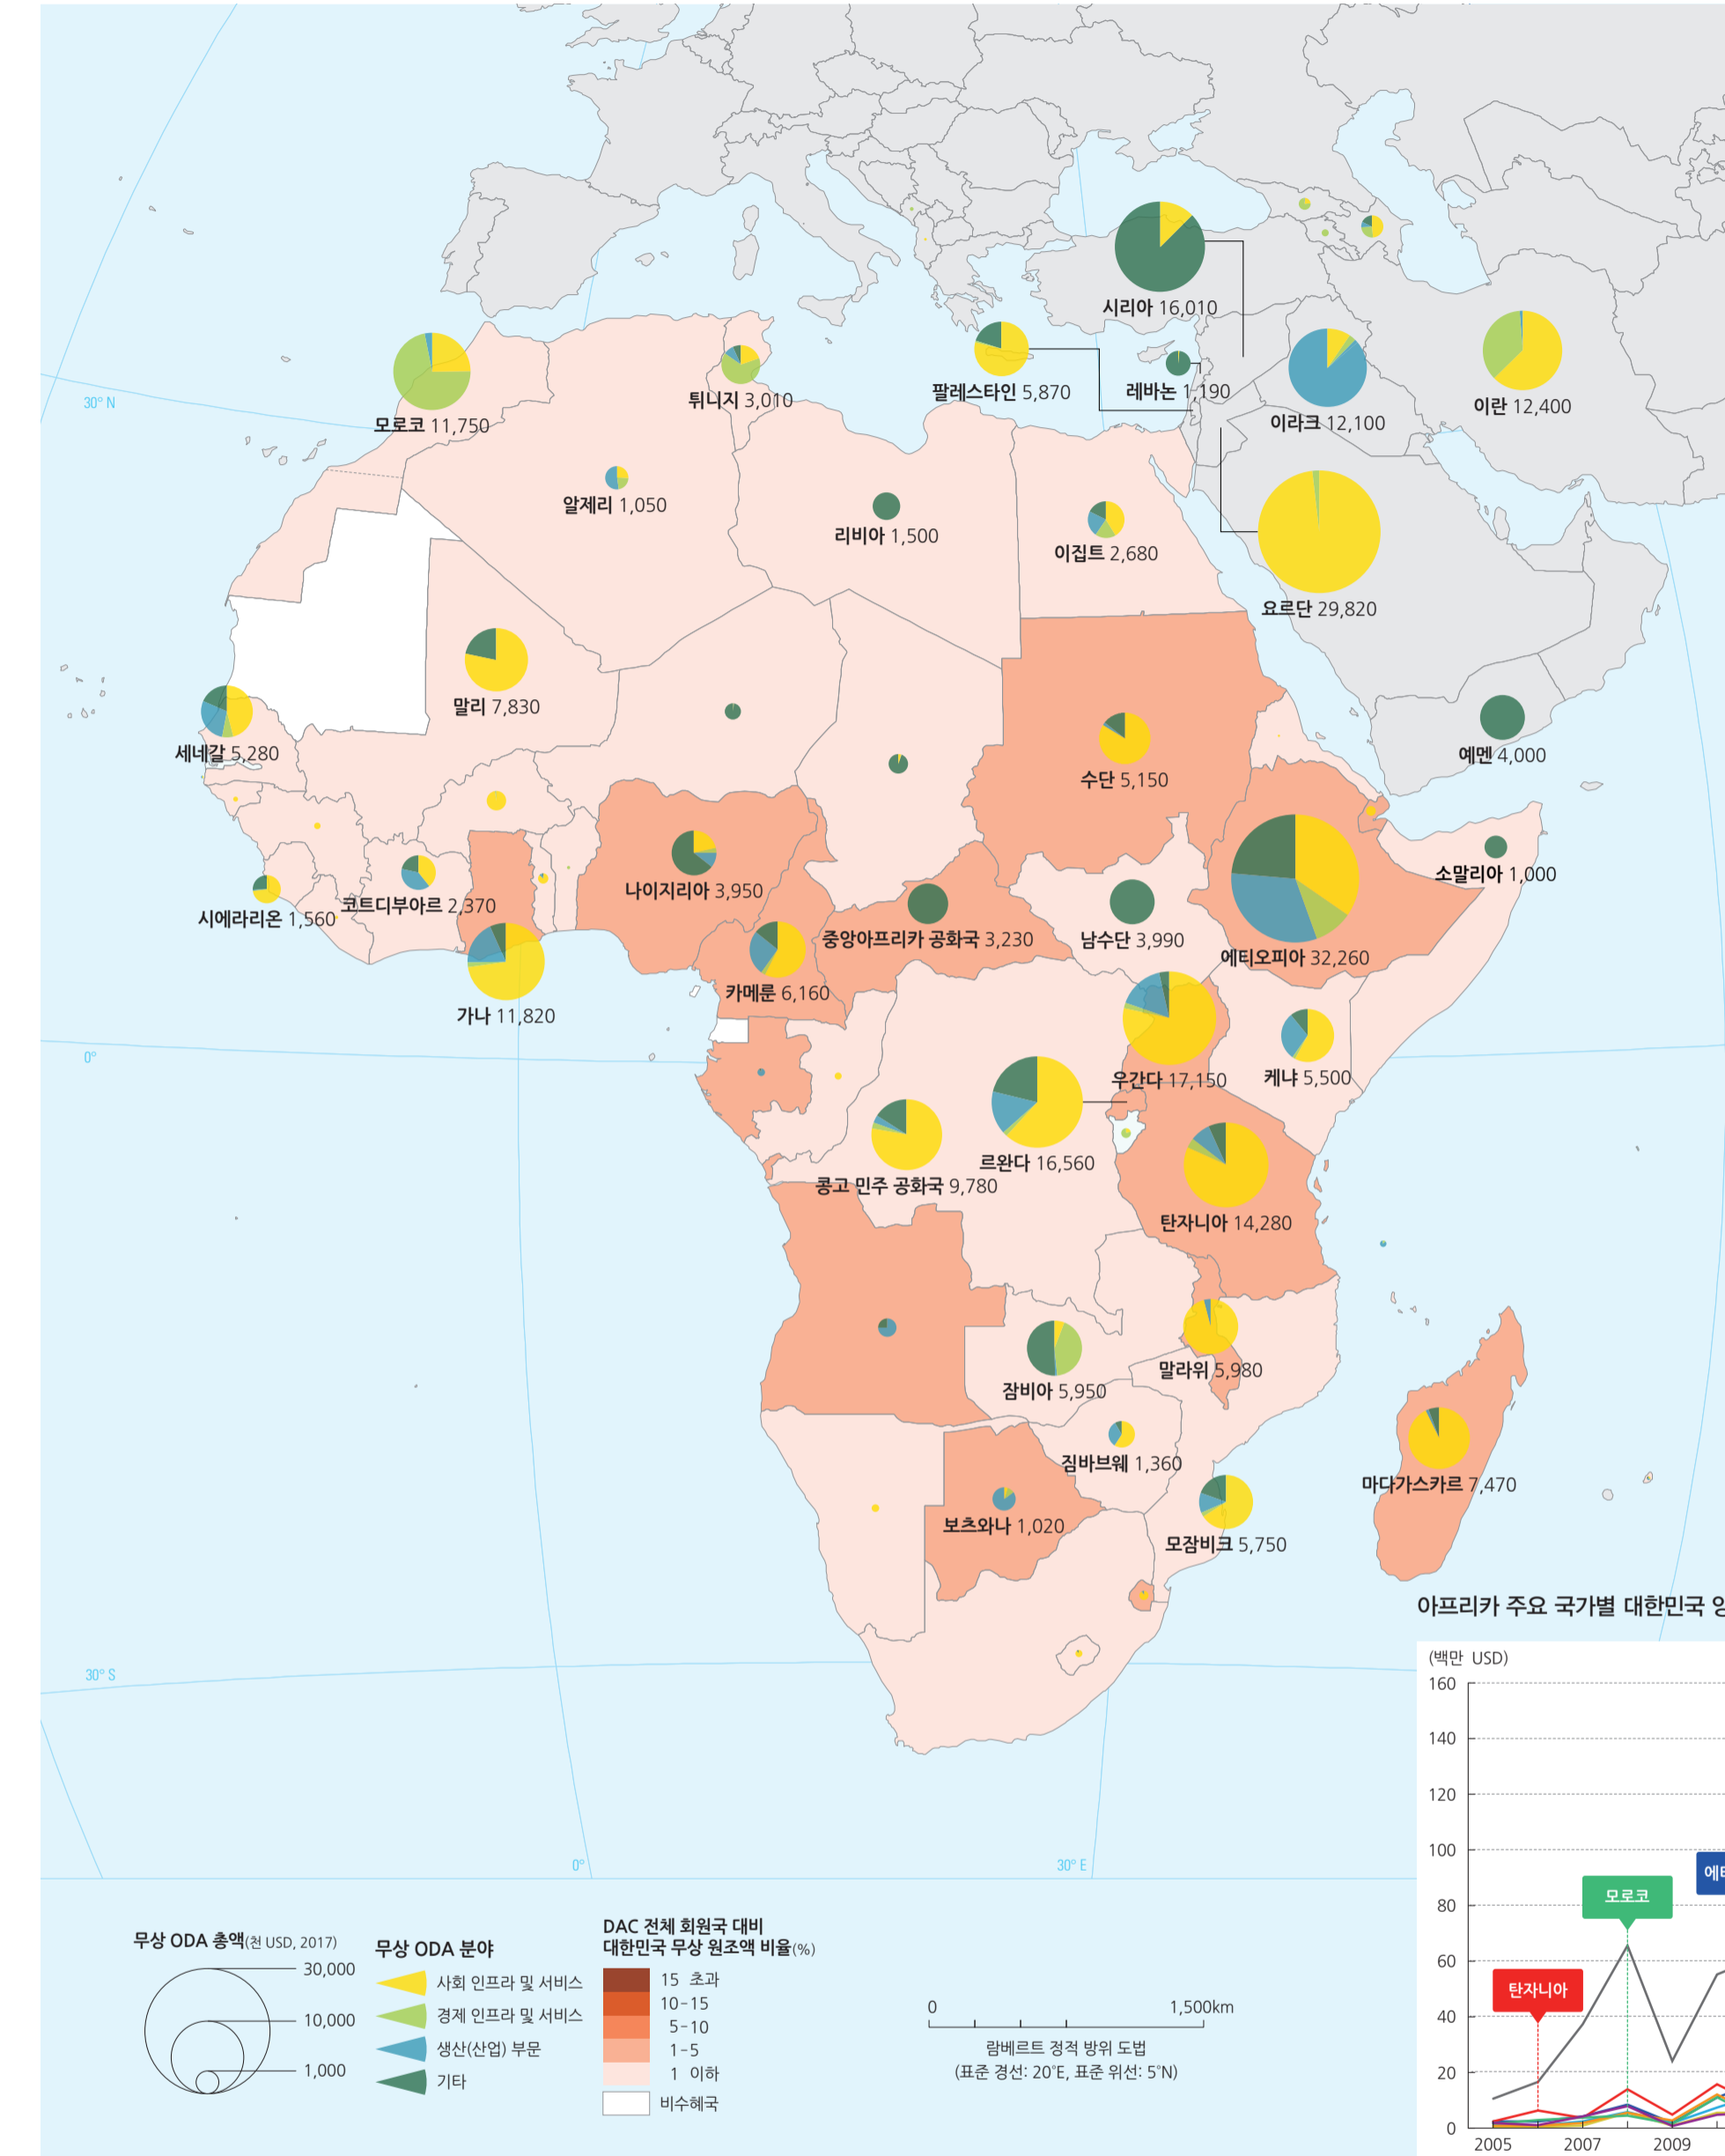 시리아 16,010
팔레스타인 5,870
레바논 1,190
이라크 12,100
이란 12,400
30° N
모로코 11,750
튀니지 3,010
알제리 1,050
리비아 1,500
이집트 2,680
요르단 29,820
말리 7,830
세네갈 5,280
수단 5,150
예멘 4,000
나이지리아 3,950
소말리아 1,000
시에라리온 1,560
코트디부아르 2,370
중앙아프리카 공화국 3,230
남수단 3,990
에티오피아 32,260
카메룬 6,160
가나 11,820
0°
우간다 17,150
케냐 5,500
르완다 16,560
콩고 민주 공화국 9,780
탄자니아 14,280
잠비아 5,950
말라위 5,980
짐바브웨 1,360
마다가스카르 7,470
보츠와나 1,020
모잠비크 5,750
30° S
0°
30° E
아프리카 주요 국가별 대한민국
(백만 USD)
160
140
120
100
80
60
40
20
0
모로코
탄자니아
2005
2007
2009
무상 ODA 총액(천 USD, 2017)
30,000
10,000
1,000
무상 ODA 분야
사회 인프라 및 서비스
경제 인프라 및 서비스
생산(산업) 부문
기타
DAC 전체 회원국 대비
대한민국 무상 원조액 비율(%)
15 초과
10-15
5-10
1-5
1 이하
비수혜국
0 1,500km
람베르트 정적 방위 도법
(표준 경선: 20°E, 표준 위선: 5°N)